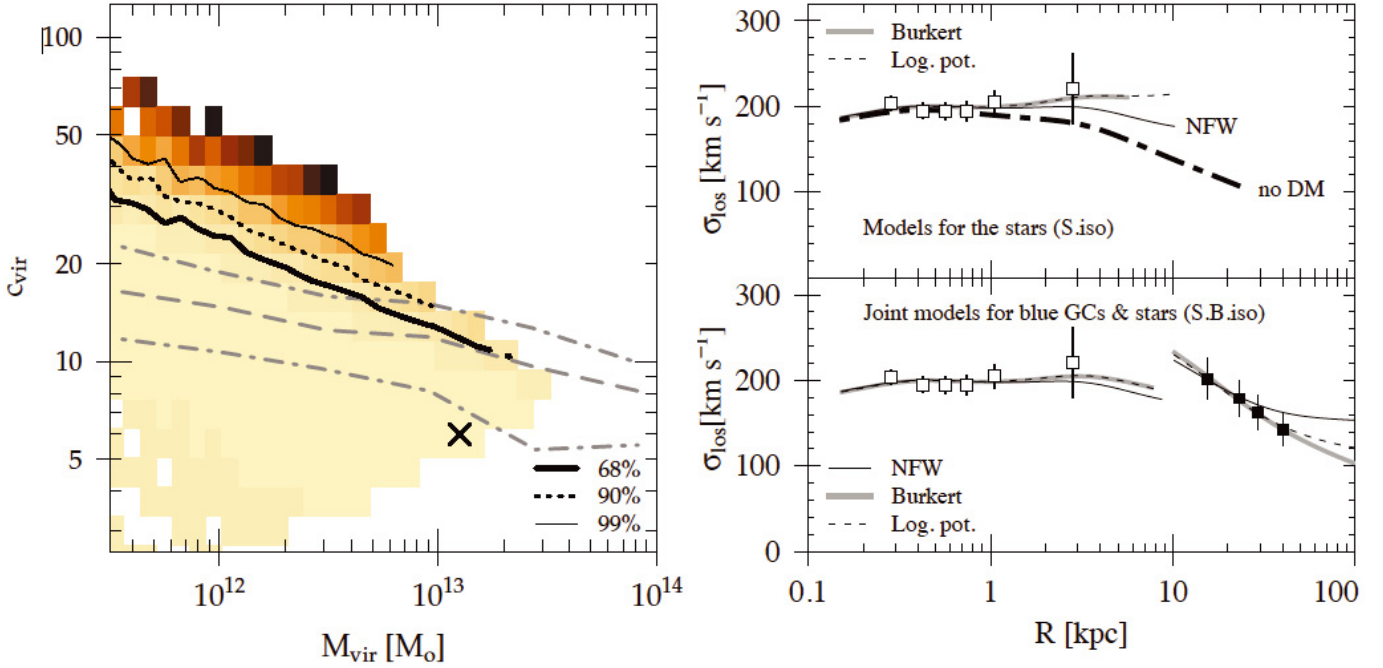 100
50
20
10
5
c_vir
68%
90%
99%
10^12
10^13
10^14
M_vir [M_o]
300
200
100
σ_los [km s^−1]
Burkert
Log. pot.
NFW
no DM
Models for the stars (S.iso)
300
200
100
0
σ_los[km s^−1]
Joint models for blue GCs & stars (S.B.iso)
NFW
Burkert
Log. pot.
0.1
1
10
100
R [kpc]